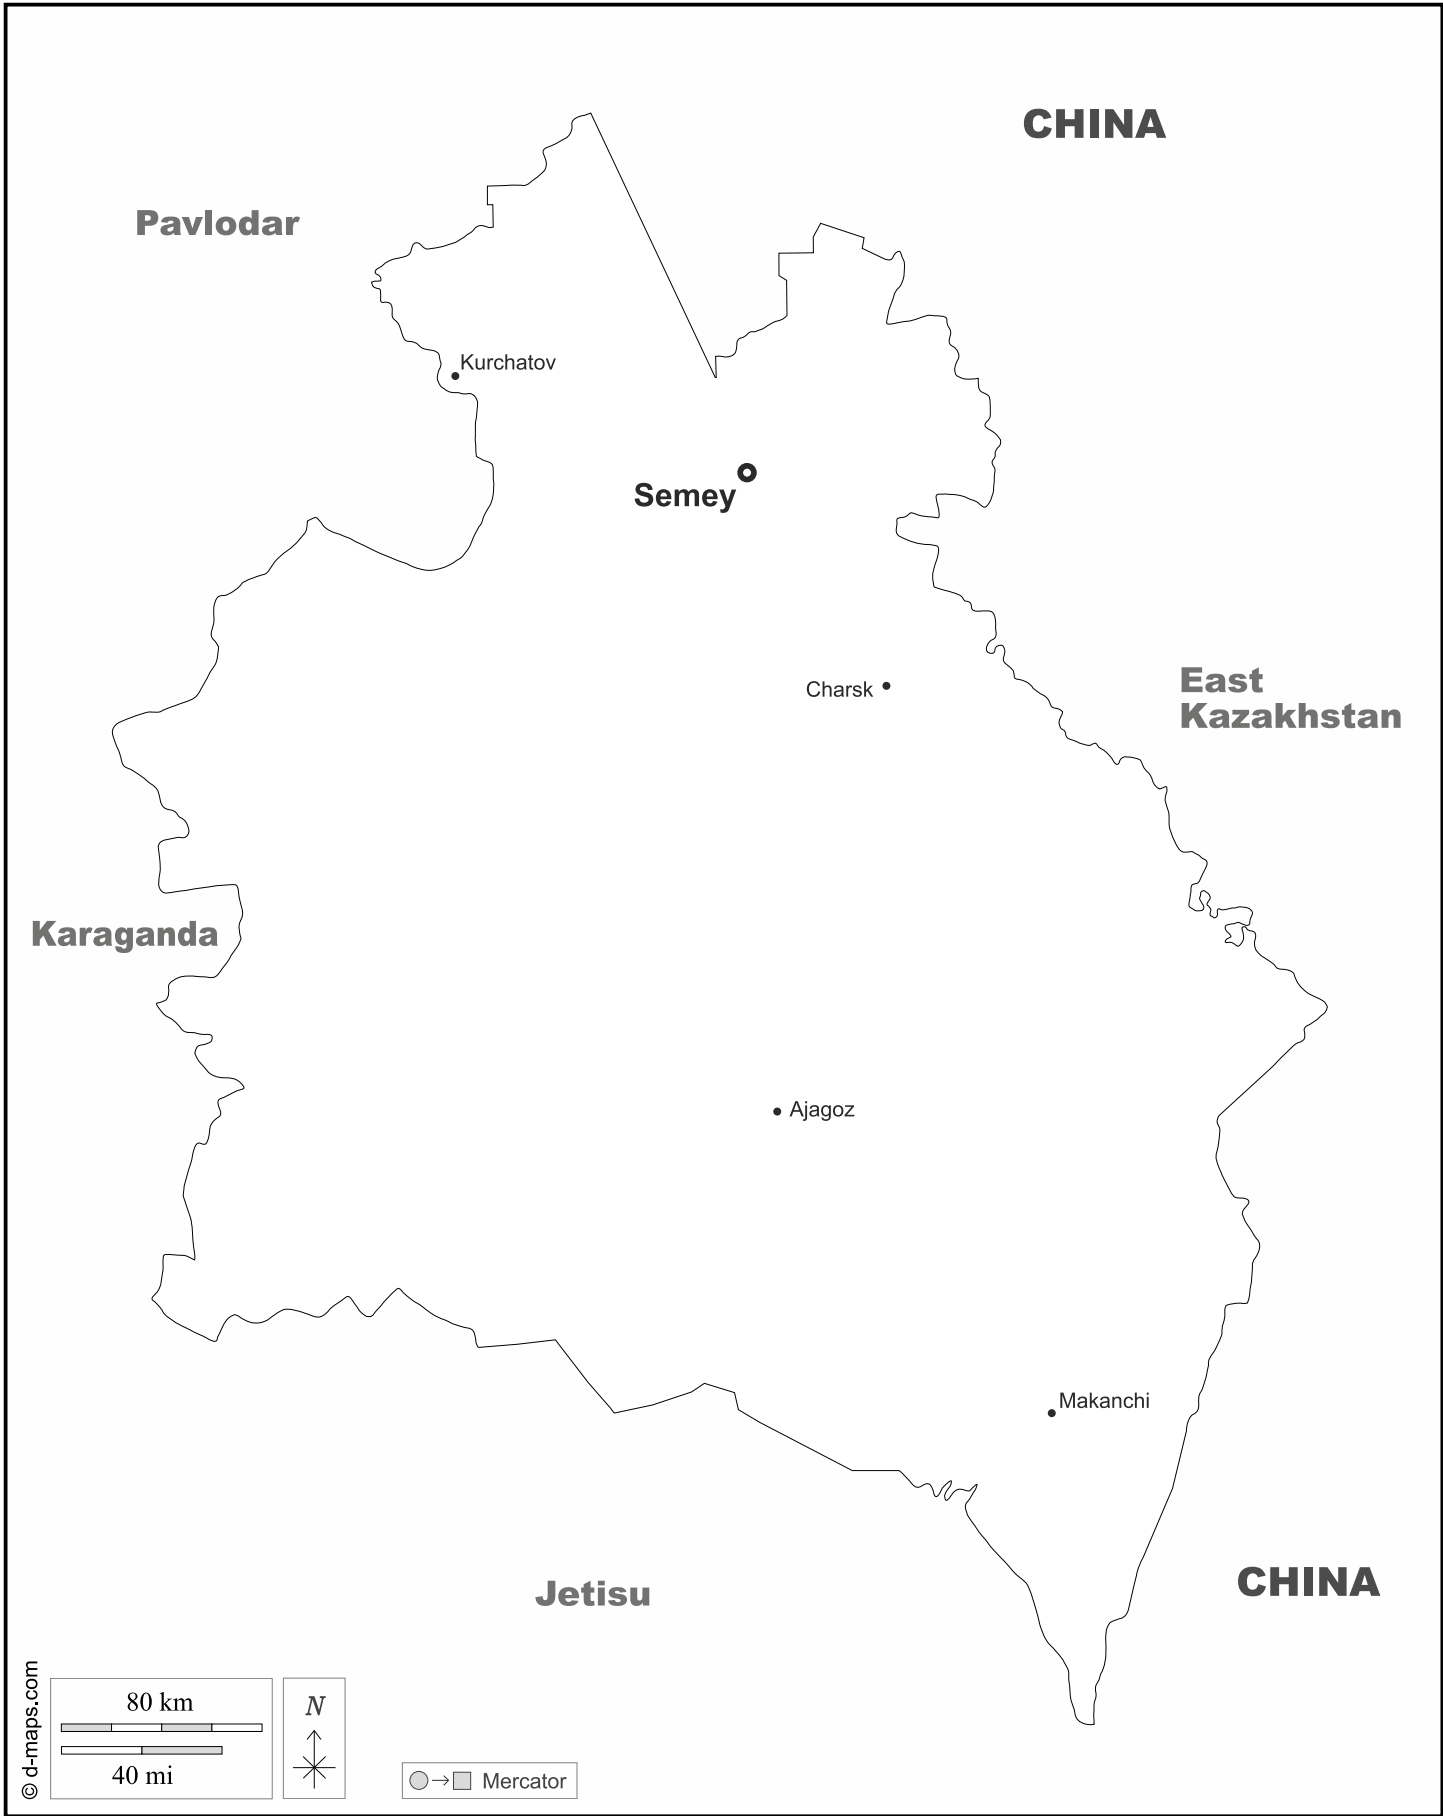 CHINA
Pavlodar
Kurchatov
Semey
East
Kazakhstan
Charsk
Karaganda
Ajagoz
Makanchi
Jetisu
CHINA
© d-maps.com
80 km
40 mi
N
Mercator